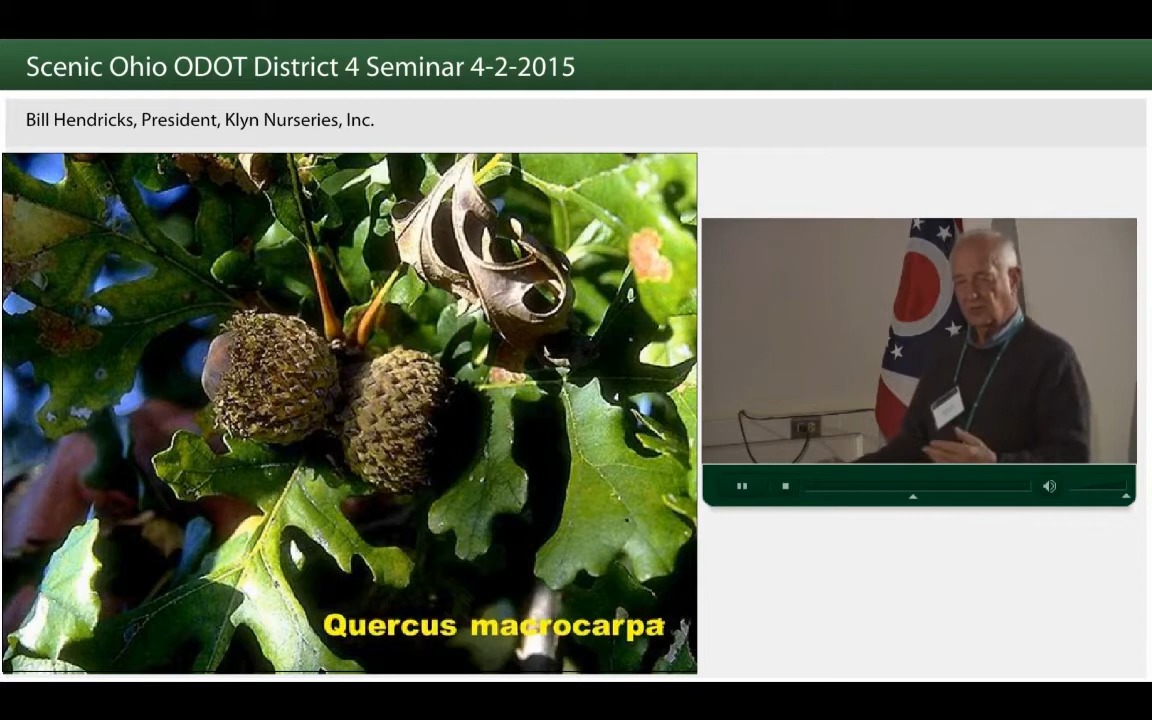 Scenic Ohio ODOT District 4 Seminar 4-2-2015
Bill Hendricks, President, Klyn Nurseries, Inc.
Quercus macrocarpa